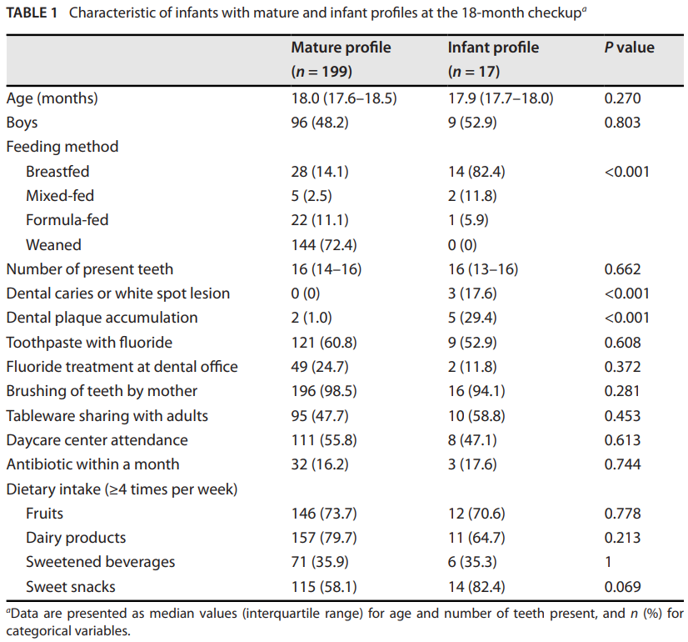 TABLE 1 Characteristic of infants with mature and infant profiles at the 18-month checkupᵃ
Mature profile Infant profile P value
(n = 199) (n = 17)
Age (months) 18.0 (17.6–18.5) 17.9 (17.7–18.0) 0.270
Boys 96 (48.2) 9 (52.9) 0.803
Feeding method
Breastfed 28 (14.1) 14 (82.4) <0.001
Mixed-fed 5 (2.5) 2 (11.8)
Formula-fed 22 (11.1) 1 (5.9)
Weaned 144 (72.4) 0 (0)
Number of present teeth 16 (14–16) 16 (13–16) 0.662
Dental caries or white spot lesion 0 (0) 3 (17.6) <0.001
Dental plaque accumulation 2 (1.0) 5 (29.4) <0.001
Toothpaste with fluoride 121 (60.8) 9 (52.9) 0.608
Fluoride treatment at dental office 49 (24.7) 2 (11.8) 0.372
Brushing of teeth by mother 196 (98.5) 16 (94.1) 0.281
Tableware sharing with adults 95 (47.7) 10 (58.8) 0.453
Daycare center attendance 111 (55.8) 8 (47.1) 0.613
Antibiotic within a month 32 (16.2) 3 (17.6) 0.744
Dietary intake (≥4 times per week)
Fruits 146 (73.7) 12 (70.6) 0.778
Dairy products 157 (79.7) 11 (64.7) 0.213
Sweetened beverages 71 (35.9) 6 (35.3) 1
Sweet snacks 115 (58.1) 14 (82.4) 0.069
ᵃData are presented as median values (interquartile range) for age and number of teeth present, and n (%) for
categorical variables.